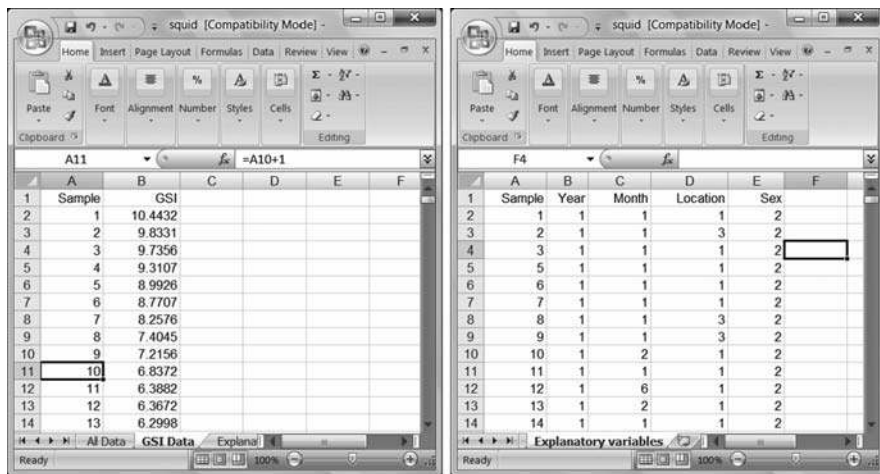 squid [Compatibility Mode] -
Home Insert Page Layout Formulas Data Review View
Paste Font Alignment Number Styles Cells
Clipboard Editing
A11 fx =A10+1
A B C D E F
1 Sample GSI
2 1 10.4432
3 2 9.8331
4 3 9.7356
5 4 9.3107
6 5 8.9926
7 6 8.7707
8 7 8.2576
9 8 7.4045
10 9 7.2156
11 10 6.8372
12 11 6.3882
13 12 6.3672
14 13 6.2998
All Data GSI Data Explana
Ready 100%
squid [Compatibility Mode] -
Home Insert Page Layout Formulas Data Review View
Paste Font Alignment Number Styles Cells
Clipboard Editing
F4 fx
A B C D E F
1 Sample Year Month Location Sex
2 1 1 1 1 2
3 2 1 1 3 2
4 3 1 1 1 2
5 5 1 1 1 2
6 6 1 1 1 2
7 7 1 1 1 2
8 8 1 1 3 2
9 9 1 1 3 2
10 10 1 2 1 2
11 11 1 1 1 2
12 12 1 6 1 2
13 13 1 2 1 2
14 14 1 1 1 2
Explanatory variables
Ready 100%